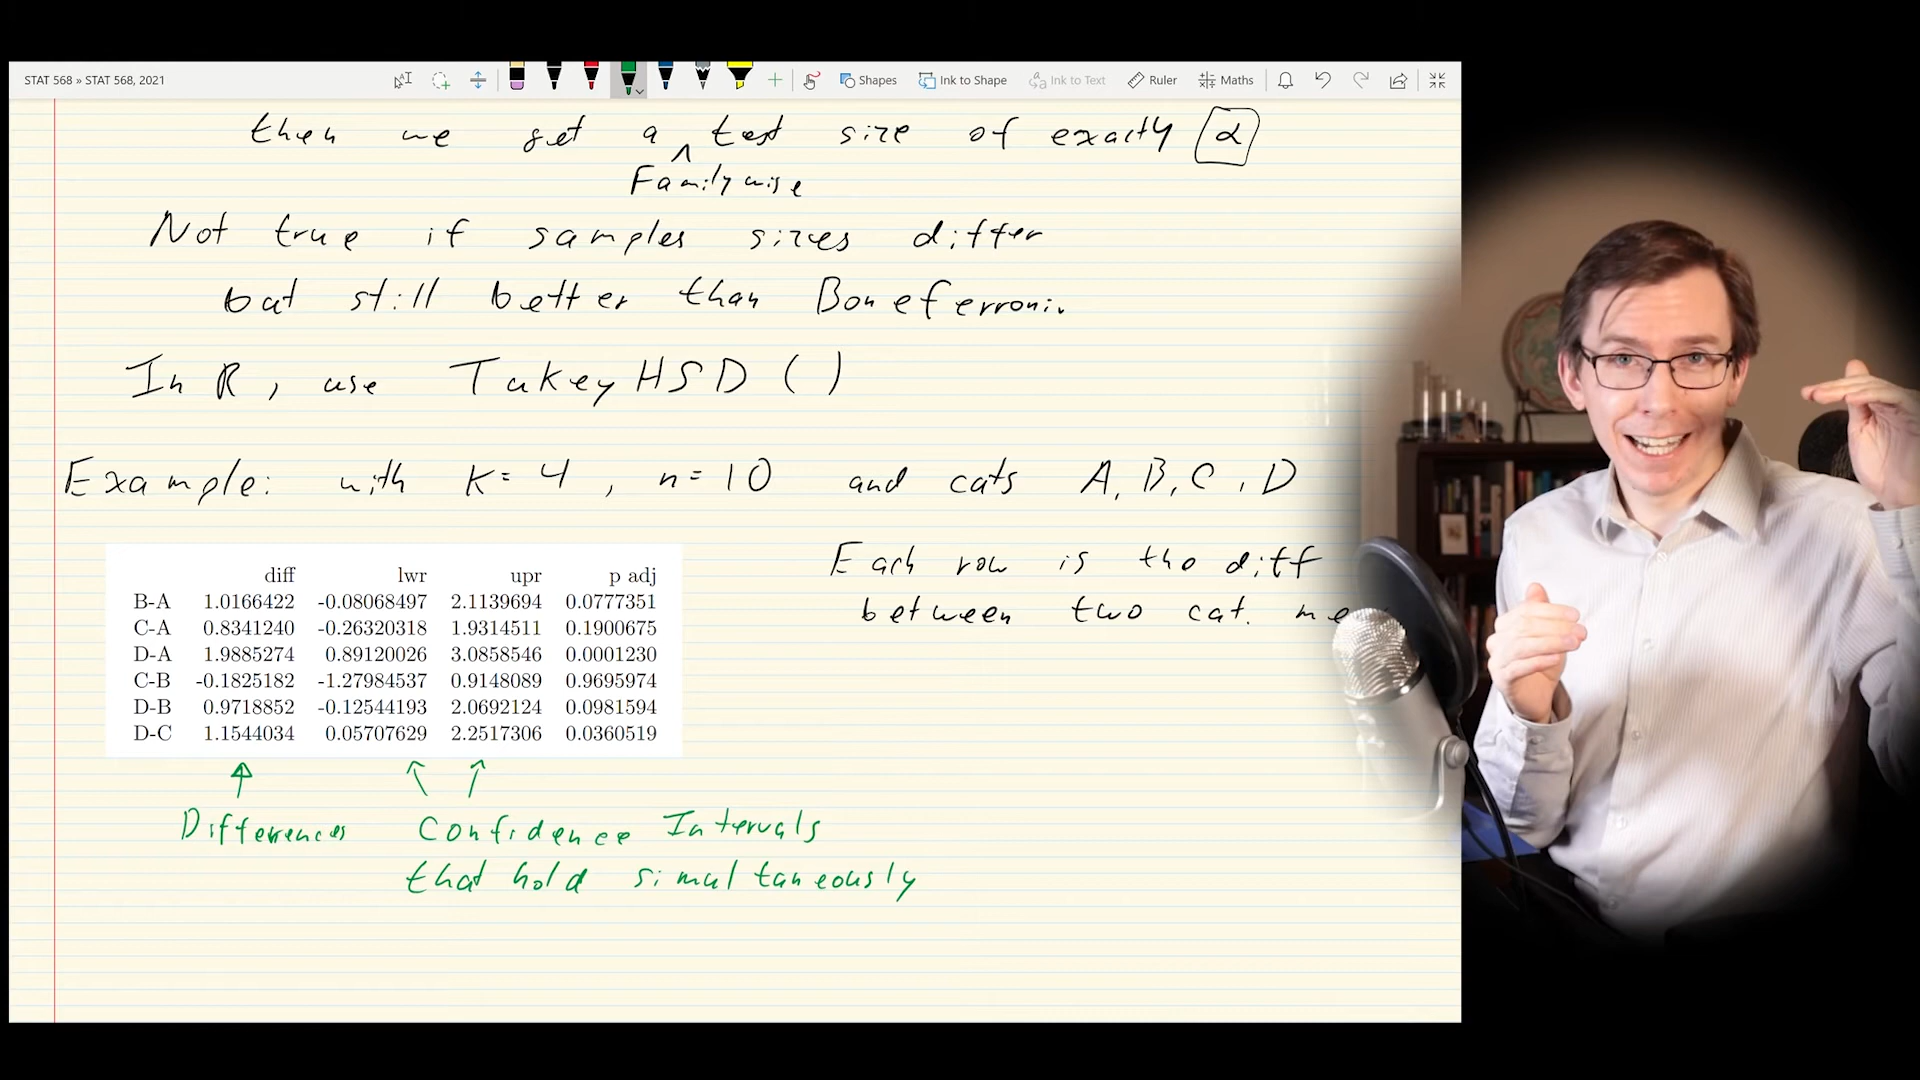 STAT 568 » STAT 568, 2021
Shapes Ink to Shape Ink to Text Ruler Maths
then we get a test size of exactly α
^
Familywise
Not true if samples sizes differ
but still better than Boneferroni.
In R, use TukeyHSD ( )
Example: with K= 4 , n=10 and cats A, B, C, D
Each row is the diff
between two cat. me
diff lwr upr p adj
B-A 1.0166422 -0.08068497 2.1139694 0.0777351
C-A 0.8341240 -0.26320318 1.9314511 0.1900675
D-A 1.9885274 0.89120026 3.0858546 0.0001230
C-B -0.1825182 -1.27984537 0.9148089 0.9695974
D-B 0.9718852 -0.12544193 2.0692124 0.0981594
D-C 1.1544034 0.05707629 2.2517306 0.0360519
Differences Confidence Intervals
that hold simultaneously